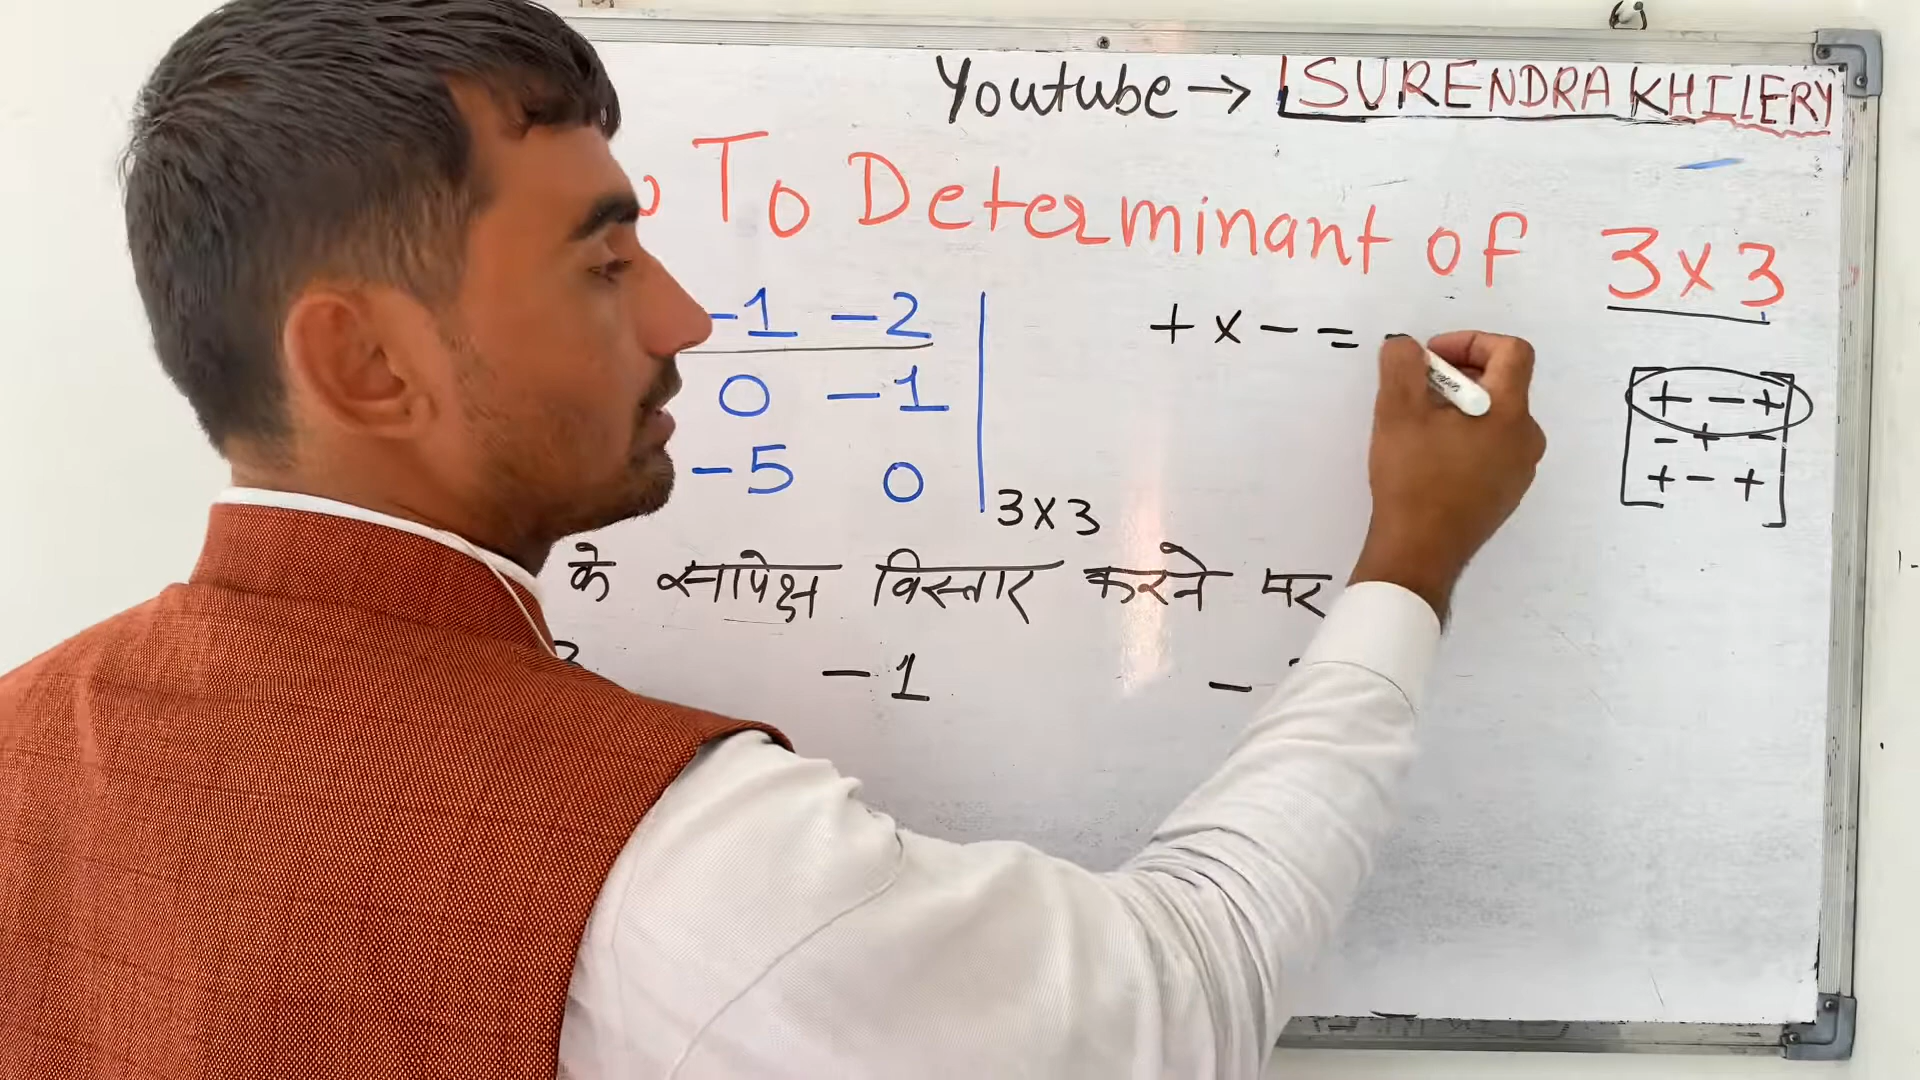 Youtube → SURENDRA KHILERY
To Determinant of 3x3
-1 -2
0 -1
-5 0
3x3
+ x - = -
+ - +
- + -
+ - +
के सापेक्ष विस्तार करने पर
-1 -